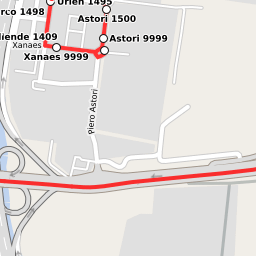 Urien 1495
Astori 1500
rco 1498
iende 1409
Astori 9999
Xanaes
Xanaes 9999
Piero Astori